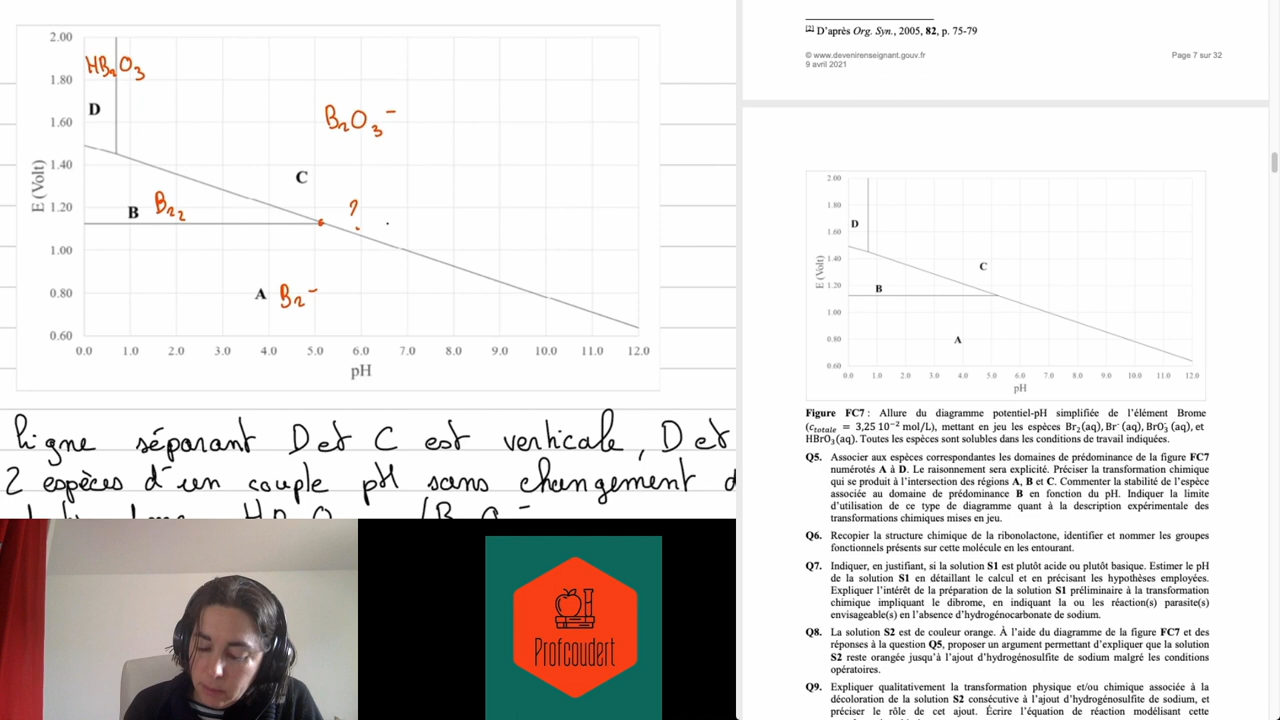 2.00
1.80
1.60
1.40
1.20
1.00
0.80
0.60
E (Volt)
0.0 1.0 2.0 3.0 4.0 5.0 6.0 7.0 8.0 9.0 10.0 11.0 12.0
pH
HBrO3
D
BrO3-
C
B Br2
?
A Br-
ligne séparant D et C est verticale, D et
2 espèces d'un couple pH sans changement d
Profcoudert
[2] D'après Org. Syn., 2005, 82, p. 75-79
© www.devenirenseignant.gouv.fr Page 7 sur 32
9 avril 2021
2.00
1.80
1.60
1.40
1.20
1.00
0.80
0.60
E (Volt)
D
C
B
A
0.0 1.0 2.0 3.0 4.0 5.0 6.0 7.0 8.0 9.0 10.0 11.0 12.0
pH
Figure FC7 : Allure du diagramme potentiel-pH simplifiée de l'élément Brome
(ctotale = 3,25 10⁻² mol/L), mettant en jeu les espèces Br2(aq), Br⁻(aq), BrO3⁻(aq), et
HBrO3(aq). Toutes les espèces sont solubles dans les conditions de travail indiquées.
Q5. Associer aux espèces correspondantes les domaines de prédominance de la figure FC7
numérotés A à D. Le raisonnement sera explicité. Préciser la transformation chimique
qui se produit à l'intersection des régions A, B et C. Commenter la stabilité de l'espèce
associée au domaine de prédominance B en fonction du pH. Indiquer la limite
d'utilisation de ce type de diagramme quant à la description expérimentale des
transformations chimiques mises en jeu.
Q6. Recopier la structure chimique de la ribonolactone, identifier et nommer les groupes
fonctionnels présents sur cette molécule en les entourant.
Q7. Indiquer, en justifiant, si la solution S1 est plutôt acide ou plutôt basique. Estimer le pH
de la solution S1 en détaillant le calcul et en précisant les hypothèses employées.
Expliquer l'intérêt de la préparation de la solution S1 préliminaire à la transformation
chimique impliquant le dibrome, en indiquant la ou les réaction(s) parasite(s)
envisageable(s) en l'absence d'hydrogénocarbonate de sodium.
Q8. La solution S2 est de couleur orange. À l'aide du diagramme de la figure FC7 et des
réponses à la question Q5, proposer un argument permettant d'expliquer que la solution
S2 reste orangée jusqu'à l'ajout d'hydrogénosulfite de sodium malgré les conditions
opératoires.
Q9. Expliquer qualitativement la transformation physique et/ou chimique associée à la
décoloration de la solution S2 consécutive à l'ajout d'hydrogénosulfite de sodium, et
préciser le rôle de cet ajout. Écrire l'équation de réaction modélisant cette